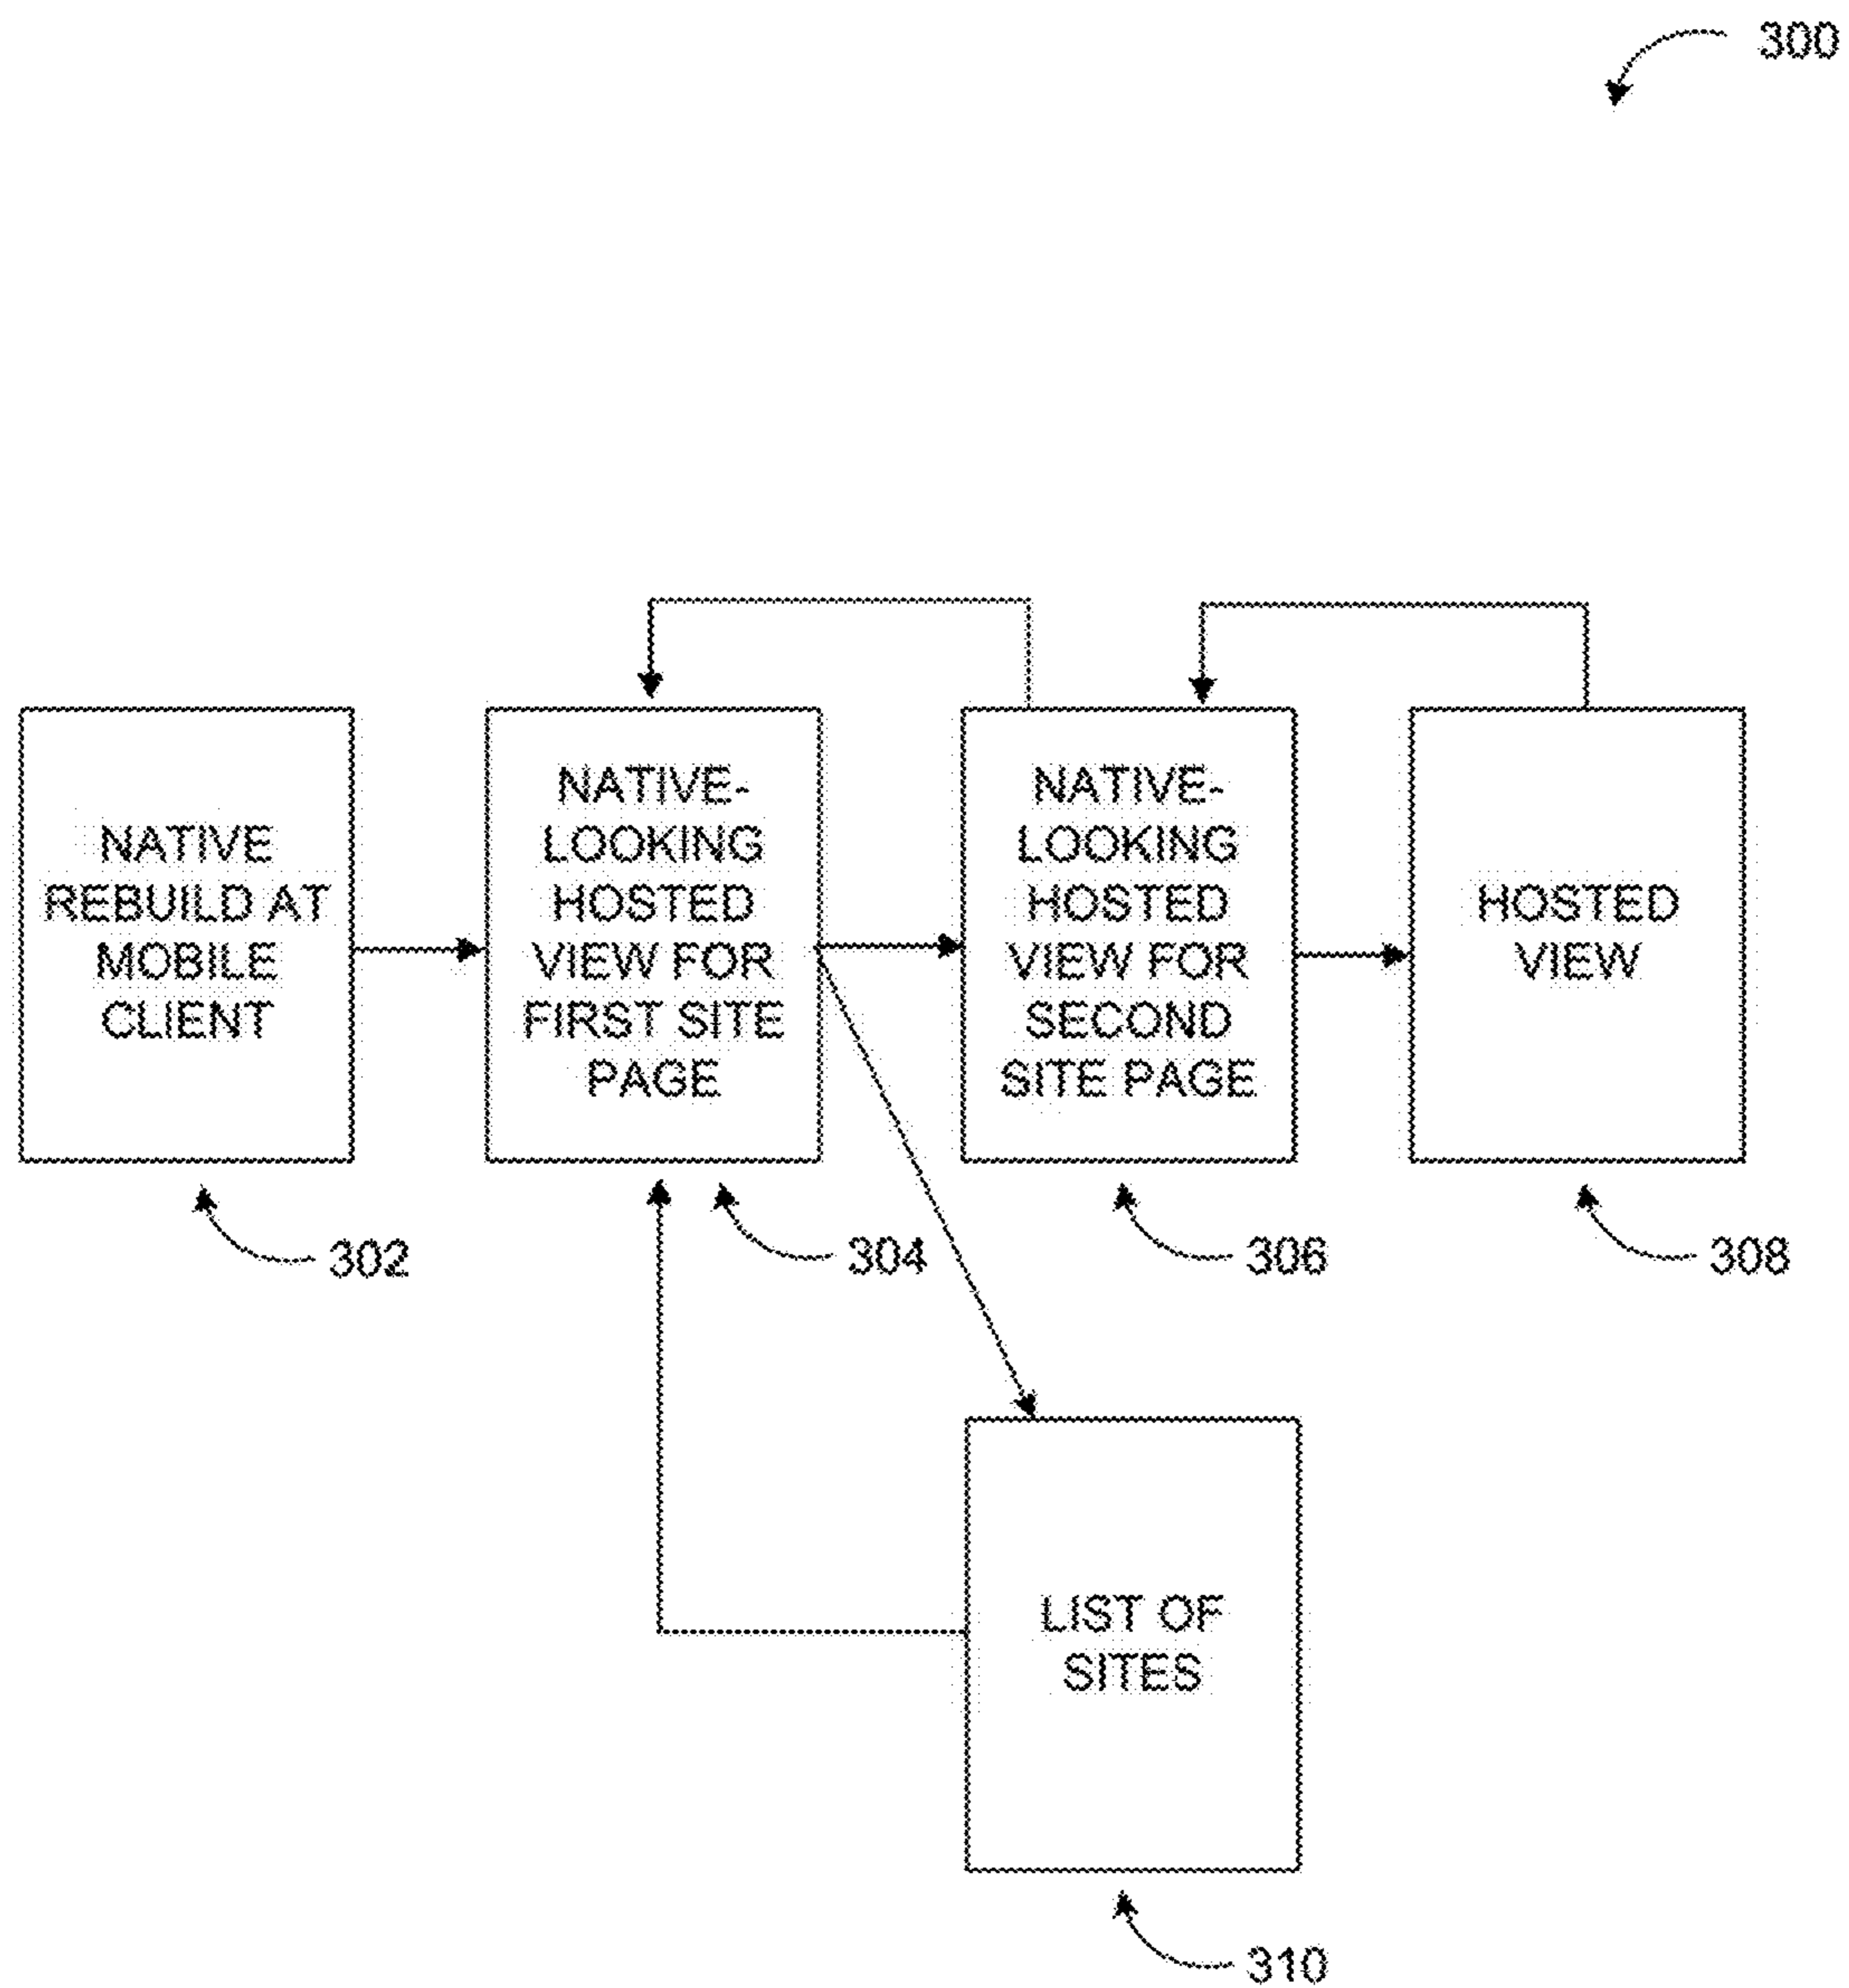 300
NATIVE
REBUILD AT
MOBILE
CLIENT
NATIVE-
LOOKING
HOSTED
VIEW FOR
FIRST SITE
PAGE
NATIVE-
LOOKING
HOSTED
VIEW FOR
SECOND
SITE PAGE
HOSTED
VIEW
302
304
306
308
LIST OF
SITES
310